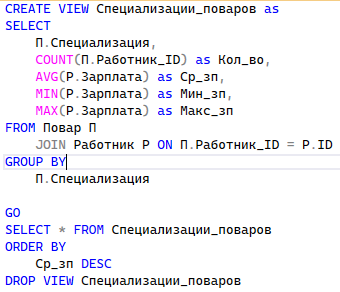 CREATE VIEW Специализации_поваров as
SELECT
П.Специализация,
COUNT(П.Работник_ID) as Кол_во,
AVG(Р.Зарплата) as Ср_зп,
MIN(Р.Зарплата) as Мин_зп,
MAX(Р.Зарплата) as Макс_зп
FROM Повар П
JOIN Работник Р ON П.Работник_ID = Р.ID
GROUP BY
П.Специализация
GO
SELECT * FROM Специализации_поваров
ORDER BY
Ср_зп DESC
DROP VIEW Специализации_поваров